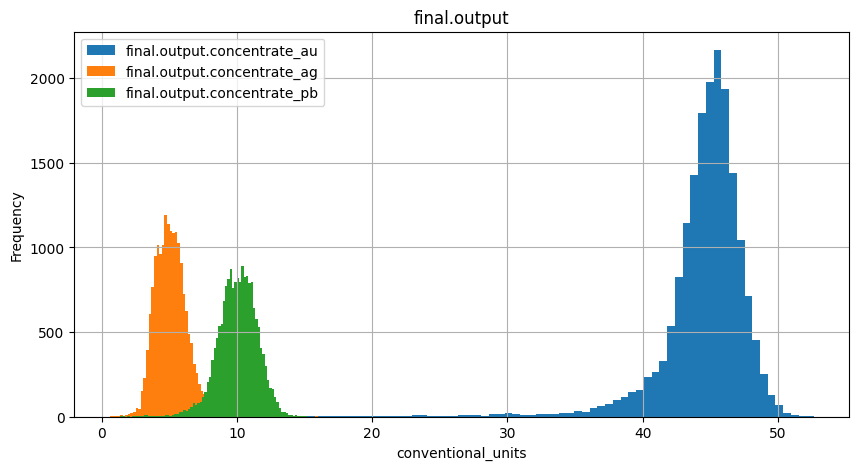 final.output
final.output.concentrate_au
final.output.concentrate_ag
final.output.concentrate_pb
Frequency
2000
1500
1000
500
0
0 10 20 30 40 50
conventional_units